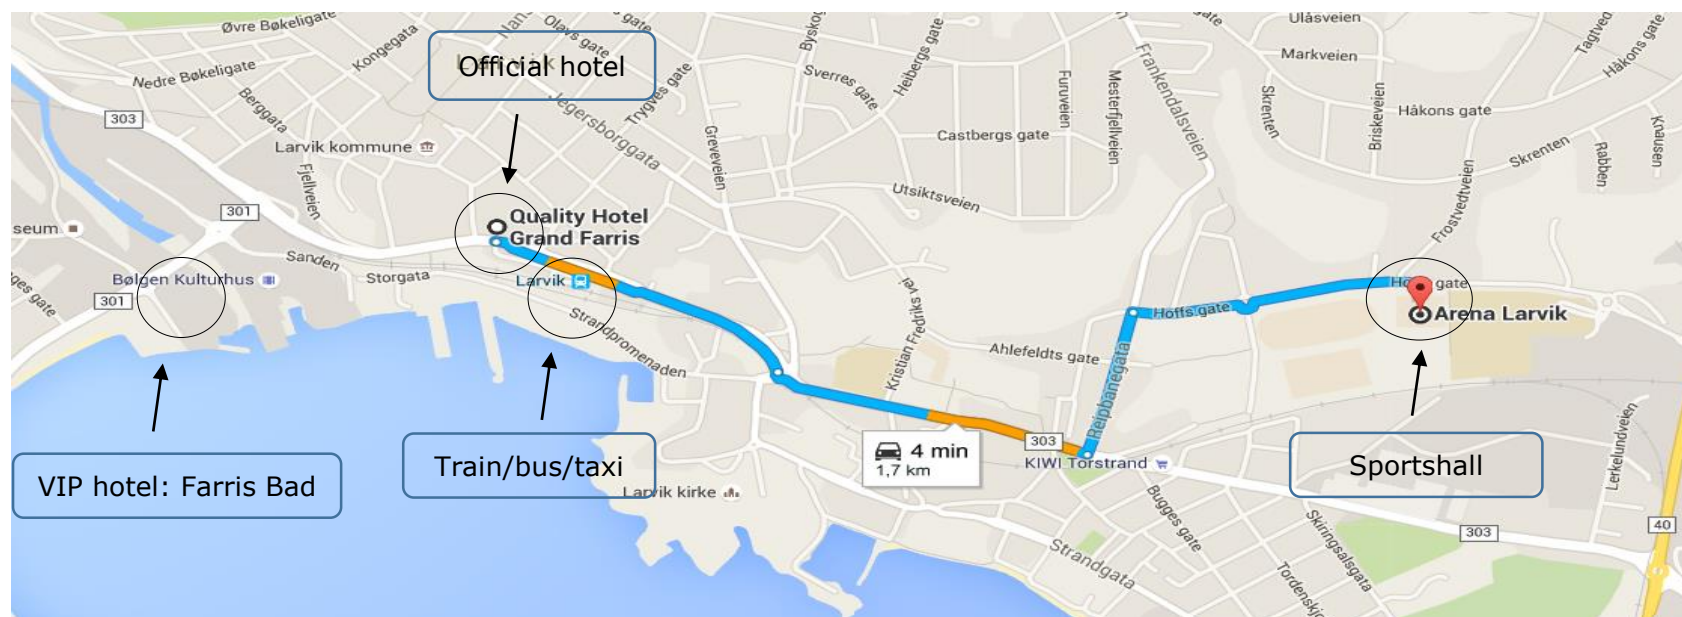 Øvre Bøkeligate
Nedre Bøkeligate
Kongegata
Olavs gate
Official hotel
Sverres gate
Heibergs gate
Furuveien
Mesterfjellveien
Frankendalsveien
Ulåsveien
Markveien
Håkons gate
303
Berggata
Larvik kommune
Jegersborggata
Trygves gate
Greveveien
Castbergs gate
Skrenten
Briskeveien
Håkons gate
Knausen
Fjellveien
Utsiktsveien
Skrenten
Rabben
301
seum
Quality Hotel
Grand Farris
Frostvedtveien
Sanden
Bølgen Kulturhus
Storgata
Larvik
301
Strandpromenaden
Kristian Fredriks vei
Hoffs gate
Arena Larvik
Ahlefeldts gate
Reipbanegata
4 min
1,7 km
303
KIWI Torstrand
VIP hotel: Farris Bad
Train/bus/taxi
Larvik kirke
Sportshall
Lerkelundveien
Bugges gate
Skiringsalsgata
303
40
Strandgata